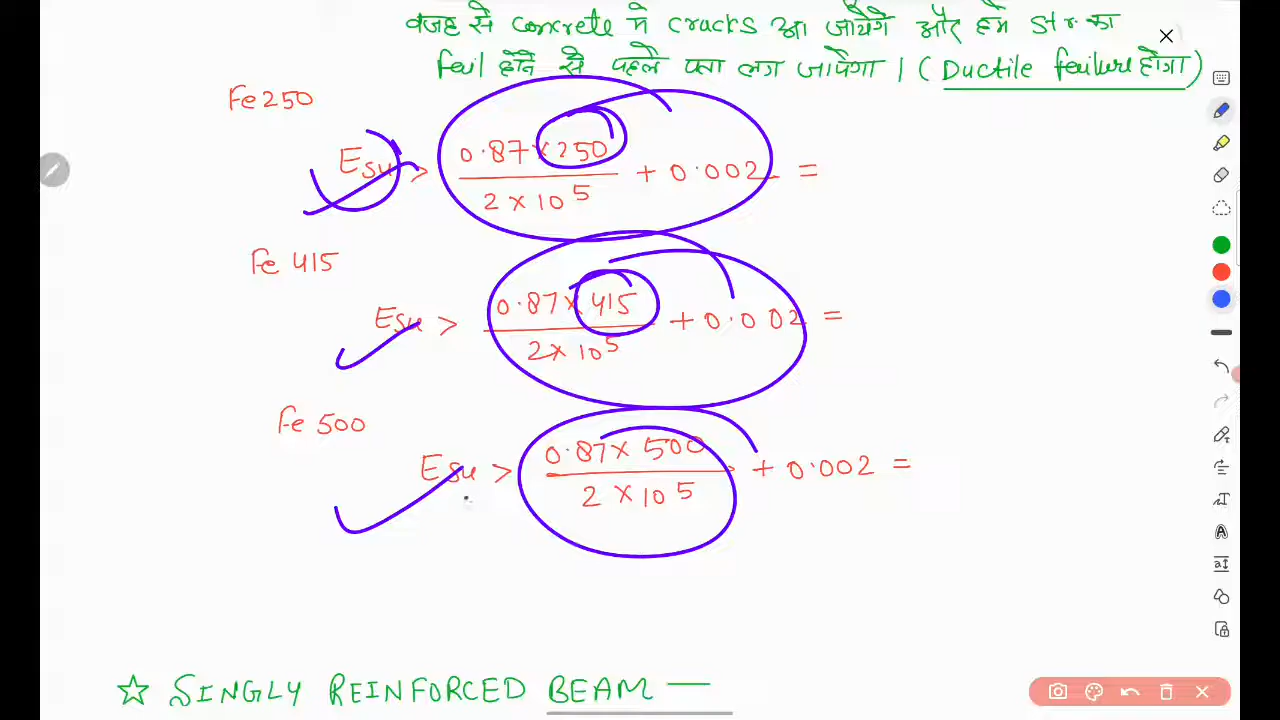 वजह से concrete मे cracks आ जायेंगे और हमे str. का
fail होने से पहले पता लग जायेगा । ( Ductile failure होगा )
Fe 250
Esu > 0.87 x 250 / 2 x 10^5 + 0.002 =
Fe 415
Esu > 0.87 x 415 / 2 x 10^5 + 0.002 =
Fe 500
Esu > 0.87 x 500 / 2 x 10^5 + 0.002 =
☆ SINGLY REINFORCED BEAM —